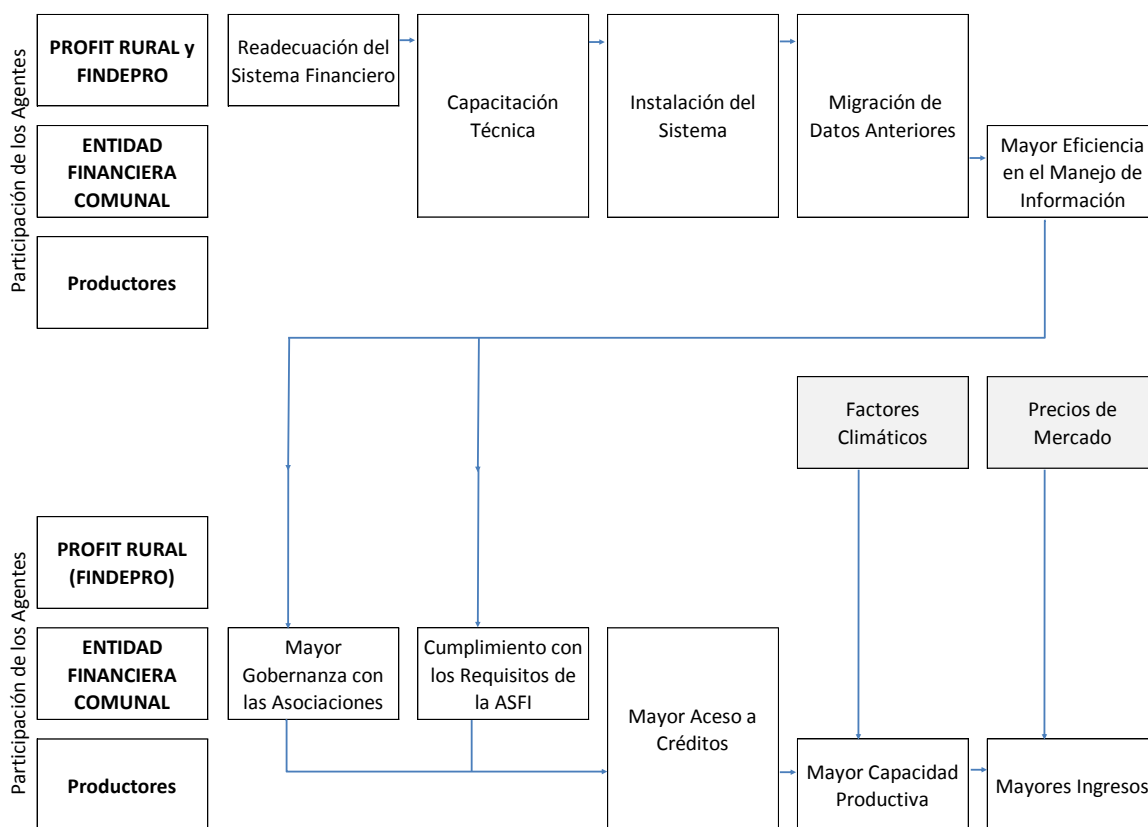 Participación de los Agentes
PROFIT RURAL y
FINDEPRO
ENTIDAD
FINANCIERA
COMUNAL
Productores
Readecuación del
Sistema Financiero
Capacitación
Técnica
Instalación del
Sistema
Migración de
Datos Anteriores
Mayor Eficiencia
en el Manejo de
Información
Factores
Climáticos
Precios de
Mercado
Participación de los Agentes
PROFIT RURAL
(FINDEPRO)
ENTIDAD
FINANCIERA
COMUNAL
Productores
Mayor
Gobernanza con
las Asociaciones
Cumplimiento con
los Requisitos de
la ASFI
Mayor Aceso a
Créditos
Mayor Capacidad
Productiva
Mayores Ingresos